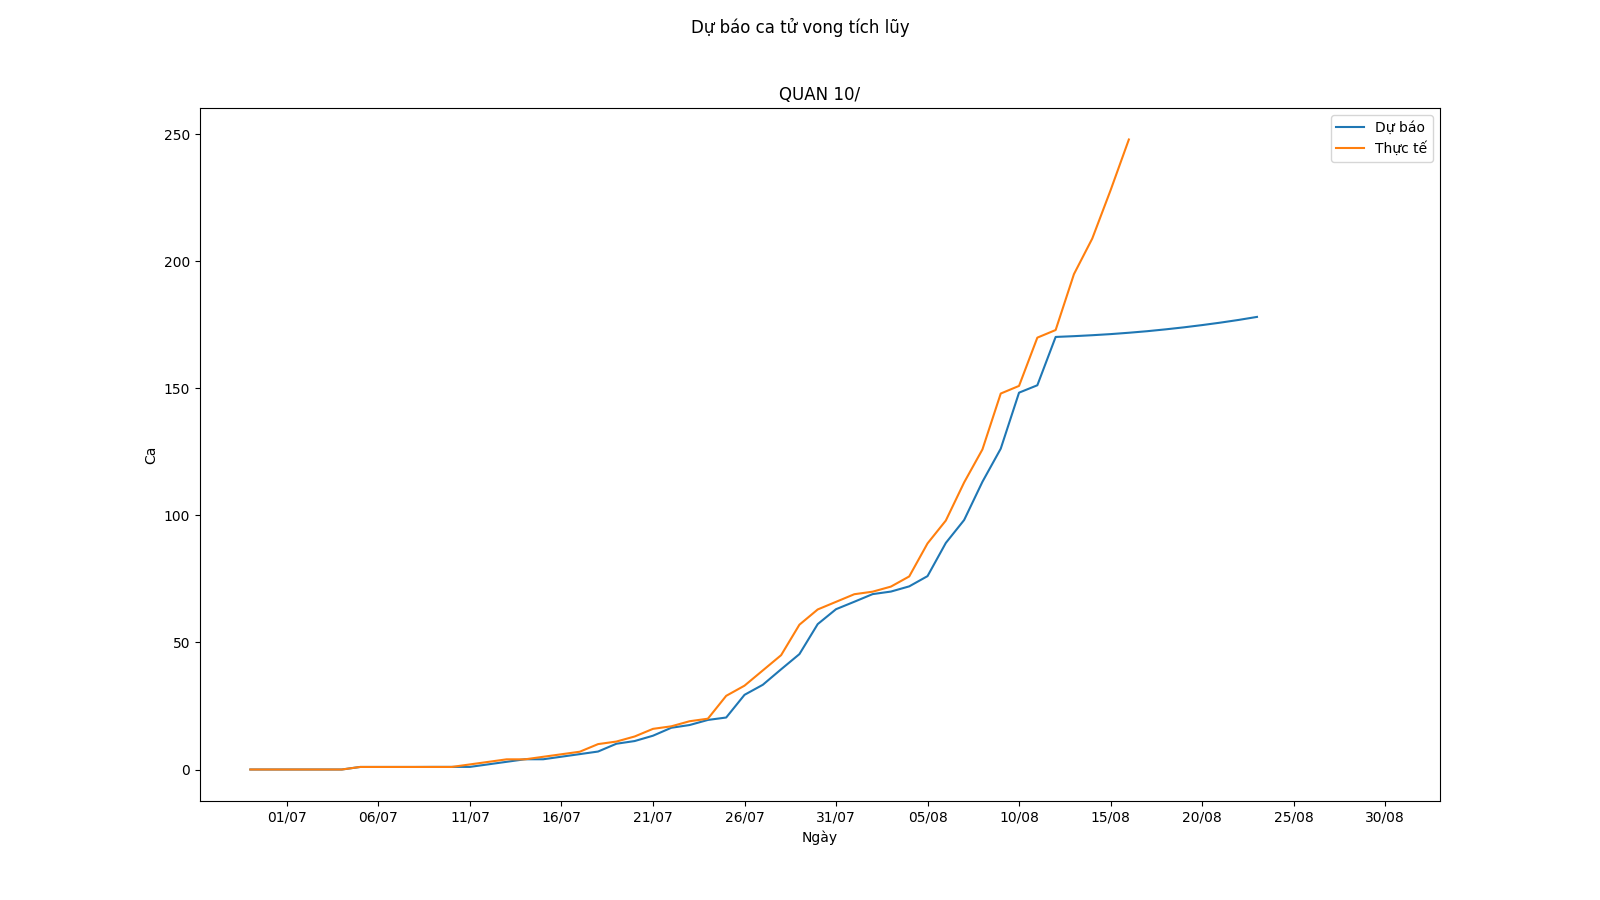 Dự báo ca tử vong tích lũy
QUAN 10/
Dự báo
Thực tế
250
200
150
100
50
0
Ca
01/07 06/07 11/07 16/07 21/07 26/07 31/07 05/08 10/08 15/08 20/08 25/08 30/08
Ngày